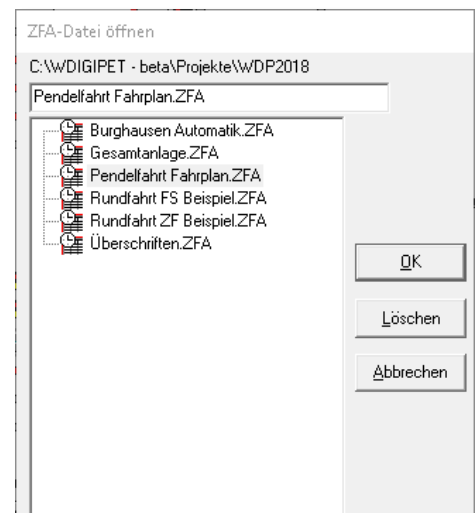 ZFA-Datei öffnen
C:\WDIGIPET - beta\Projekte\WDP2018
Pendelfahrt Fahrplan.ZFA
Burghausen Automatik.ZFA
Gesamtanlage.ZFA
Pendelfahrt Fahrplan.ZFA
Rundfahrt FS Beispiel.ZFA
Rundfahrt ZF Beispiel.ZFA
Überschriften.ZFA
OK
Löschen
Abbrechen